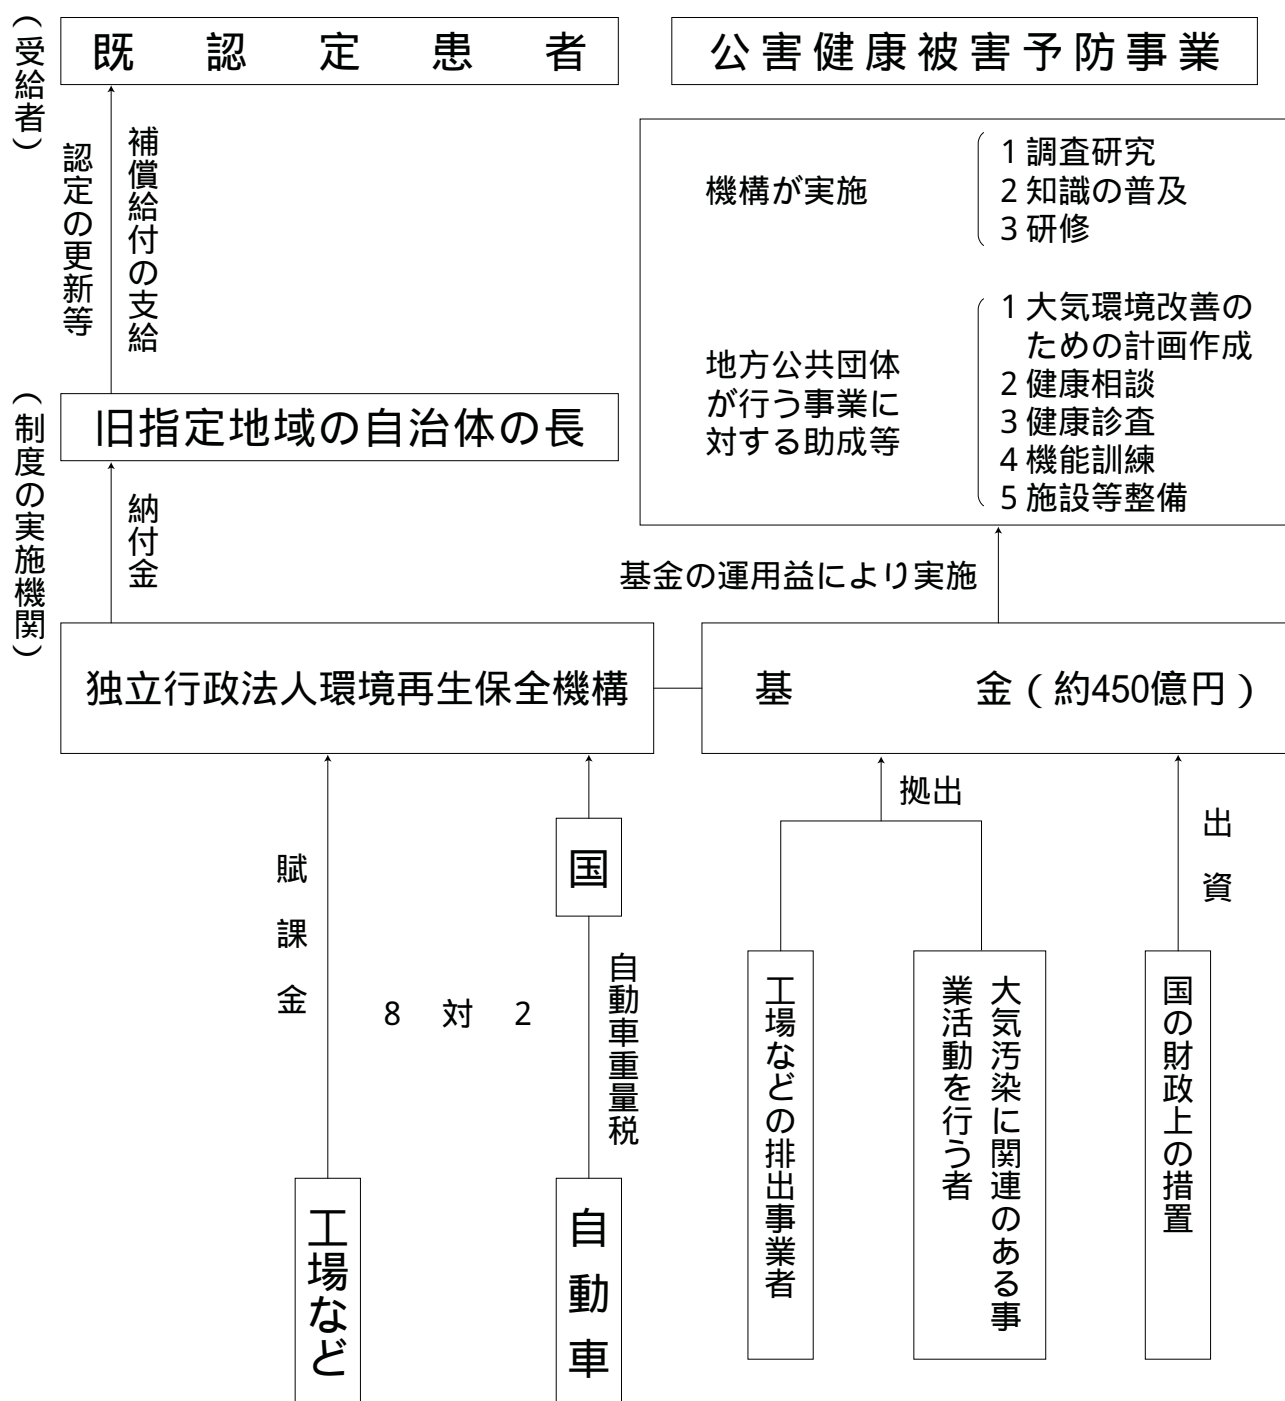 (受給者)
既認定患者
公害健康被害予防事業
認定の更新等
補償給付の支給
機構が実施
1 調査研究
2 知識の普及
3 研修
地方公共団体
が行う事業に
対する助成等
1 大気環境改善の
ための計画作成
2 健康相談
3 健康診査
4 機能訓練
5 施設等整備
(制度の実施機関)
旧指定地域の自治体の長
納付金
基金の運用益により実施
独立行政法人環境再生保全機構
基金(約450億円)
賦課金
8 対 2
国
自動車重量税
拠出
出資
工場など
自動車
工場などの排出事業者
大気汚染に関連のある事
業活動を行う者
国の財政上の措置